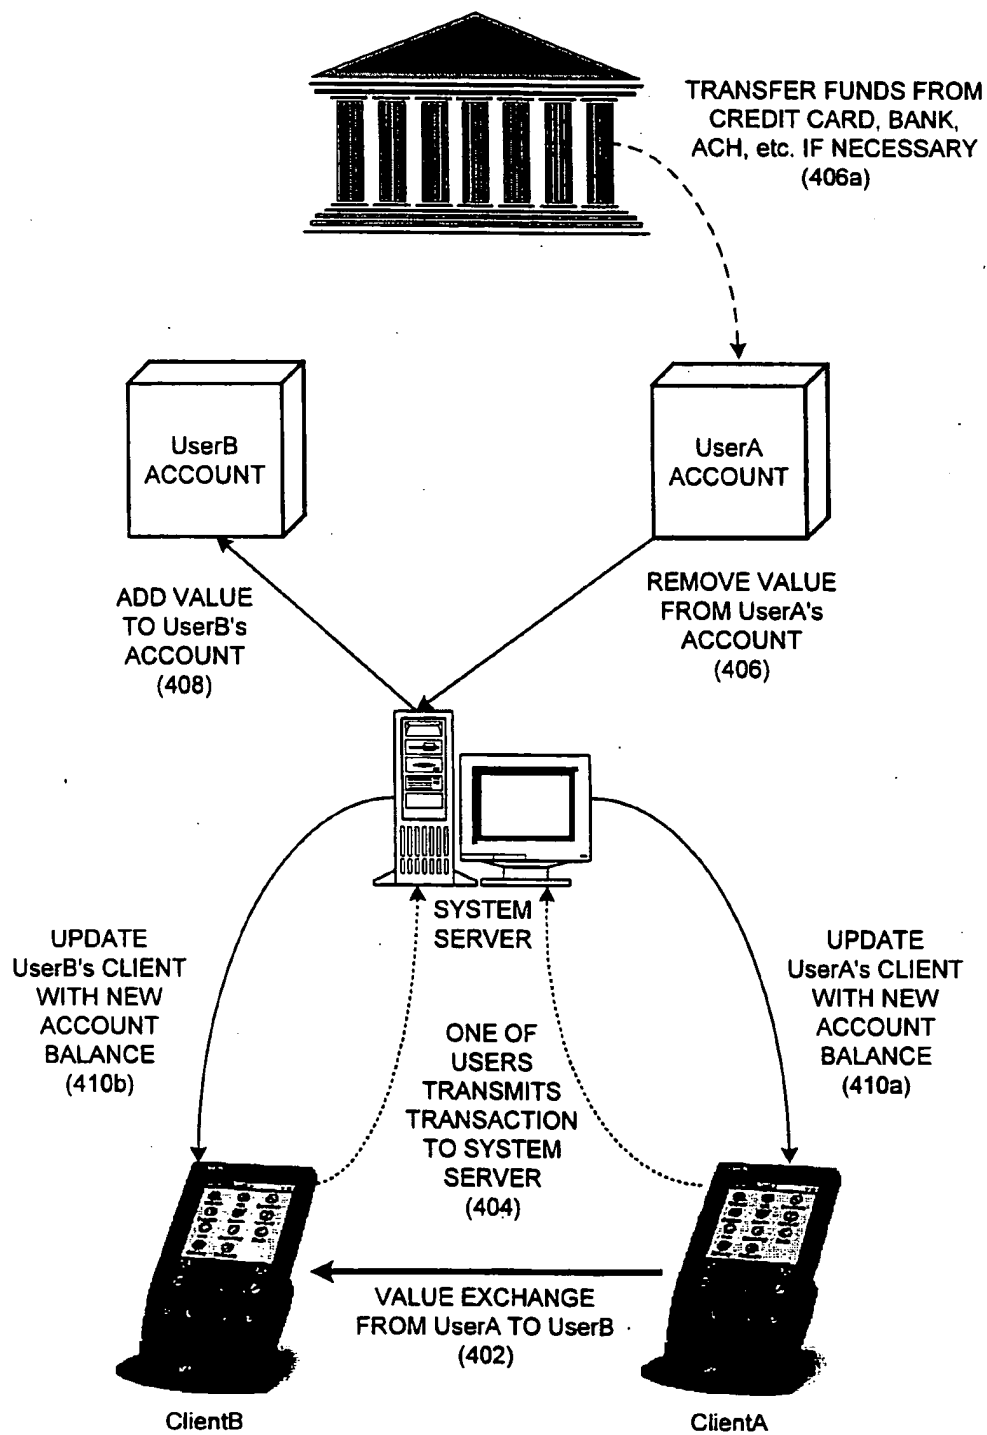 TRANSFER FUNDS FROM
CREDIT CARD, BANK,
ACH, etc. IF NECESSARY
(406a)
UserB
ACCOUNT
UserA
ACCOUNT
ADD VALUE
TO UserB's
ACCOUNT
(408)
REMOVE VALUE
FROM UserA's
ACCOUNT
(406)
SYSTEM
SERVER
UPDATE
UserB's CLIENT
WITH NEW
ACCOUNT
BALANCE
(410b)
ONE OF
USERS
TRANSMITS
TRANSACTION
TO SYSTEM
SERVER
(404)
UPDATE
UserA's CLIENT
WITH NEW
ACCOUNT
BALANCE
(410a)
VALUE EXCHANGE
FROM UserA TO UserB
(402)
ClientB
ClientA